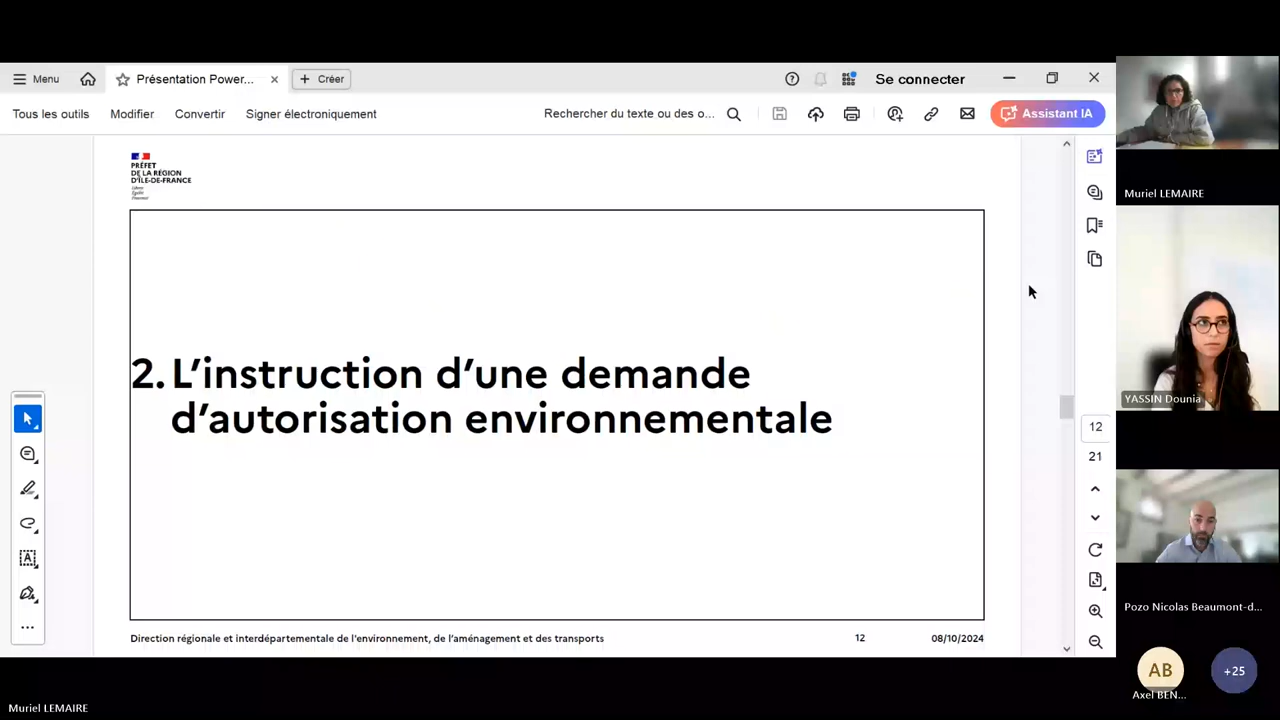 Menu
Présentation Power...
Créer
Se connecter
Tous les outils
Modifier
Convertir
Signer électroniquement
Rechercher du texte ou des o...
Assistant IA
PRÉFET
DE LA RÉGION
D'ÎLE-DE-FRANCE
Liberté
Égalité
Fraternité
2. L'instruction d'une demande
d'autorisation environnementale
Direction régionale et interdépartementale de l'environnement, de l'aménagement et des transports
12
08/10/2024
12
21
Muriel LEMAIRE
YASSIN Dounia
Pozo Nicolas Beaumont-d...
AB
Axel BEN...
+25
Muriel LEMAIRE